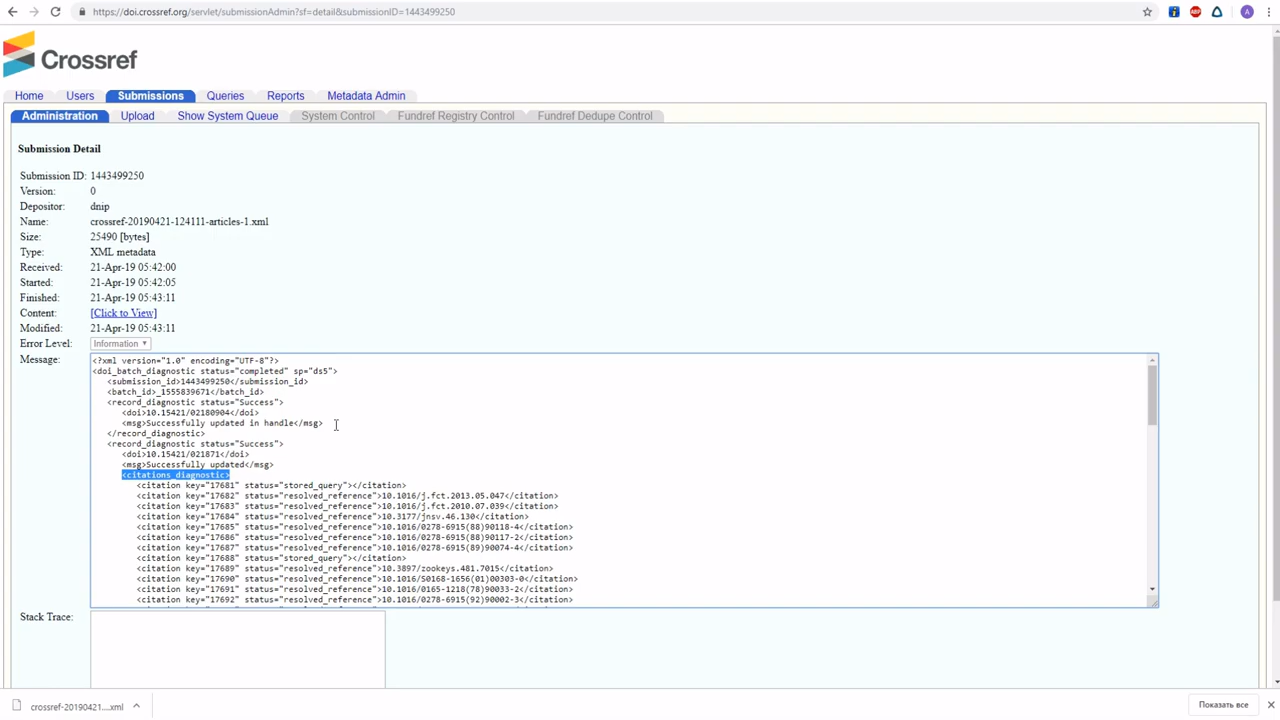 https://doi.crossref.org/servlet/submissionAdmin?sf=detail&submissionID=1443499250
ABP
A
Crossref
Home Users Submissions Queries Reports Metadata Admin
Administration Upload Show System Queue System Control Fundref Registry Control Fundref Dedupe Control
Submission Detail
Submission ID: 1443499250
Version: 0
Depositor: dnip
Name: crossref-20190421-124111-articles-1.xml
Size: 25490 [bytes]
Type: XML metadata
Received: 21-Apr-19 05:42:00
Started: 21-Apr-19 05:42:05
Finished: 21-Apr-19 05:43:11
Content: [Click to View]
Modified: 21-Apr-19 05:43:11
Error Level: Information
Message: <?xml version="1.0" encoding="UTF-8"?>
<doi_batch_diagnostic status="completed" sp="ds5">
<submission_id>1443499250</submission_id>
<batch_id>_1555839671</batch_id>
<record_diagnostic status="Success">
<doi>10.15421/02180904</doi>
<msg>Successfully updated in handle</msg>
</record_diagnostic>
<record_diagnostic status="Success">
<doi>10.15421/021871</doi>
<msg>Successfully updated</msg>
<citations_diagnostic>
<citation key="17681" status="stored_query"></citation>
<citation key="17682" status="resolved_reference">10.1016/j.fct.2013.05.047</citation>
<citation key="17683" status="resolved_reference">10.1016/j.fct.2010.07.039</citation>
<citation key="17684" status="resolved_reference">10.3177/jnsv.46.130</citation>
<citation key="17685" status="resolved_reference">10.1016/0278-6915(88)90118-4</citation>
<citation key="17686" status="resolved_reference">10.1016/0278-6915(88)90117-2</citation>
<citation key="17687" status="resolved_reference">10.1016/0278-6915(89)90074-4</citation>
<citation key="17688" status="stored_query"></citation>
<citation key="17689" status="resolved_reference">10.3897/zookeys.481.7015</citation>
<citation key="17690" status="resolved_reference">10.1016/S0168-1656(01)00303-0</citation>
<citation key="17691" status="resolved_reference">10.1016/0165-1218(78)90033-2</citation>
<citation key="17692" status="resolved_reference">10.1016/0278-6915(92)90002-3</citation>
Stack Trace:
crossref-20190421....xml
Показать все